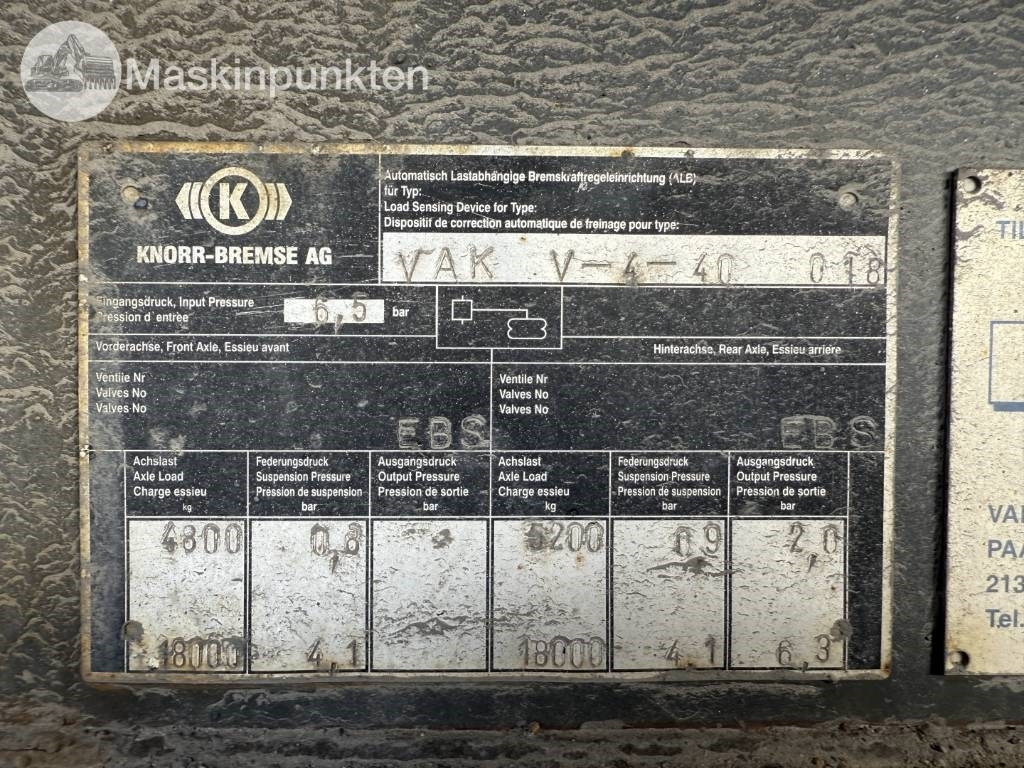 Maskinpunkten
K
KNORR-BREMSE AG
Automatisch Lastabhängige Bremskraftregeleinrichtung (ALB)
für Typ:
Load Sensing Device for Type:
Dispositif de correction automatique de freinage pour type:
VAK V-4-40 018
Eingangsdruck, Input Pressure
Pression d'entrée
6,5 bar
Vorderachse, Front Axle, Essieu avant
Hinterachse, Rear Axle, Essieu arriere
Ventile Nr
Valves No
Valves No
EBS
Ventile Nr
Valves No
Valves No
EBS
Achslast
Axle Load
Charge essieu
kg
Federungsdruck
Suspension Pressure
Pression de suspension
bar
Ausgangsdruck
Output Pressure
Pression de sortie
bar
Achslast
Axle Load
Charge essieu
kg
Federungsdruck
Suspension Pressure
Pression de suspension
bar
Ausgangsdruck
Output Pressure
Pression de sortie
bar
4800 0,8 5200 0 9 2,0
18000 4,1 18000 4,1 6,3
TIL
VAK
PAA
213
Tel.